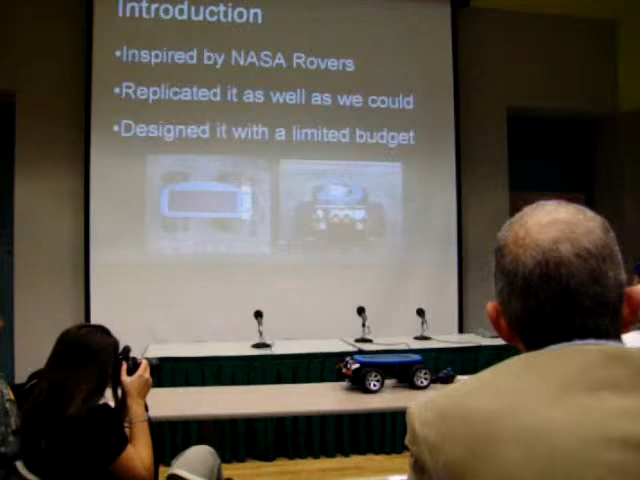 Introduction
•Inspired by NASA Rovers
•Replicated it as well as we could
•Designed it with a limited budget